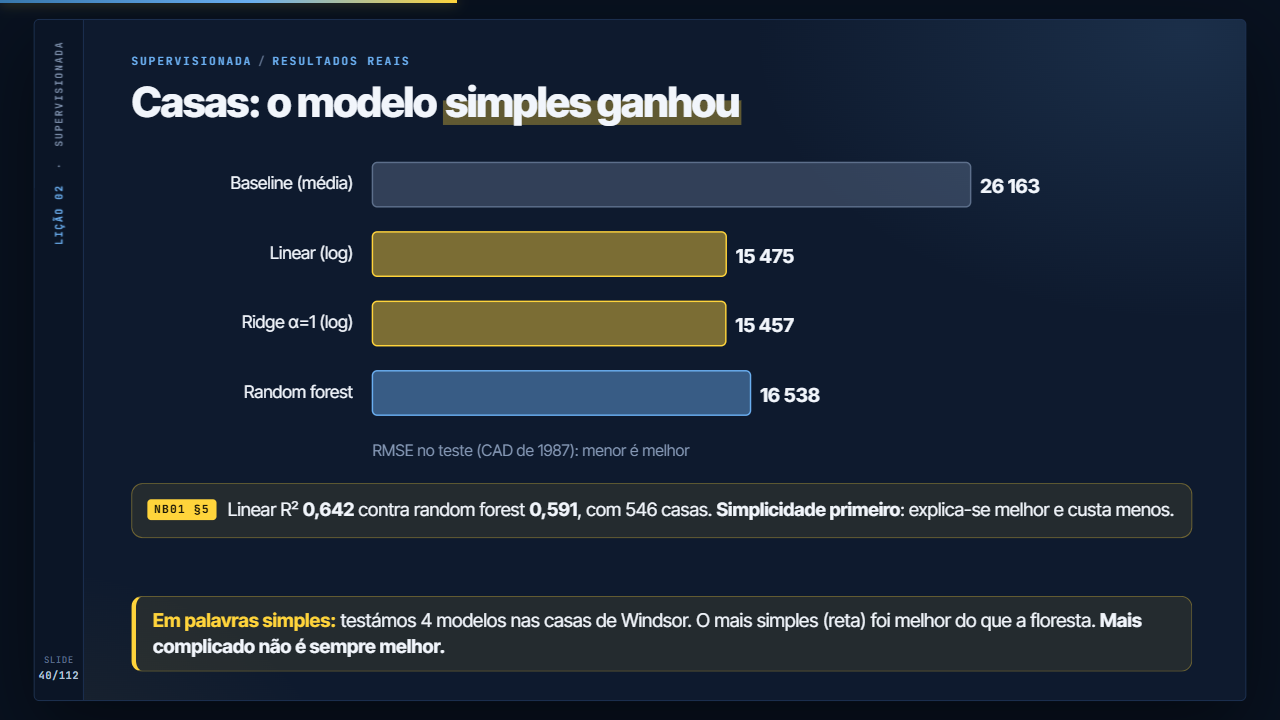 SUPERVISIONADA / RESULTADOS REAIS
Casas: o modelo simples ganhou
Baseline (média)
26 163
Linear (log)
15 475
Ridge α=1 (log)
15 457
Random forest
16 538
RMSE no teste (CAD de 1987): menor é melhor
NB01 §5 Linear R² 0,642 contra random forest 0,591, com 546 casas. Simplicidade primeiro: explica-se melhor e custa menos.
Em palavras simples: testámos 4 modelos nas casas de Windsor. O mais simples (reta) foi melhor do que a floresta. Mais
complicado não é sempre melhor.
LIÇÃO 02 · SUPERVISIONADA
SLIDE
40/112